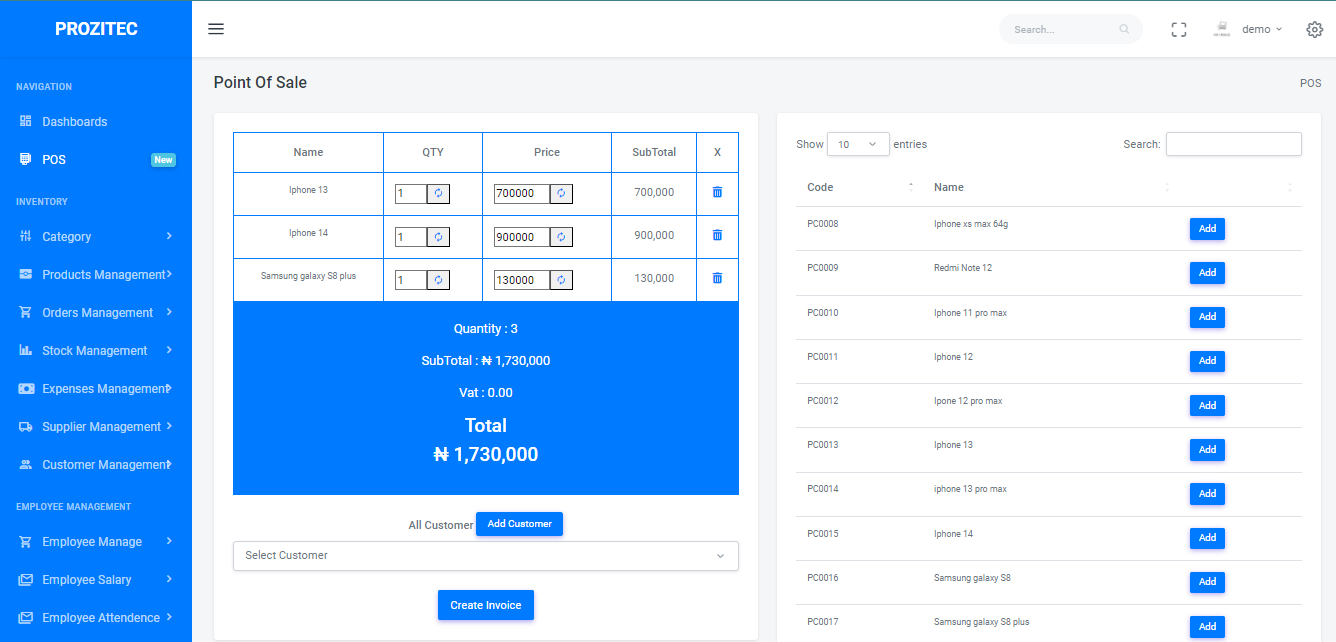 PROZITEC
Search...
demo
NAVIGATION
Dashboards
POS New
INVENTORY
Category
Products Management
Orders Management
Stock Management
Expenses Management
Supplier Management
Customer Management
EMPLOYEE MANAGEMENT
Employee Manage
Employee Salary
Employee Attendence
Point Of Sale
POS
Name QTY Price SubTotal X
Iphone 13 1 700000 700,000
Iphone 14 1 900000 900,000
Samsung galaxy S8 plus 1 130000 130,000
Quantity : 3
SubTotal : ₦ 1,730,000
Vat : 0.00
Total
₦ 1,730,000
All Customer Add Customer
Select Customer
Create Invoice
Show 10 entries Search:
Code Name
PC0008 Iphone xs max 64g Add
PC0009 Redmi Note 12 Add
PC0010 Iphone 11 pro max Add
PC0011 Iphone 12 Add
PC0012 Ipone 12 pro max Add
PC0013 Iphone 13 Add
PC0014 iphone 13 pro max Add
PC0015 Iphone 14 Add
PC0016 Samsung galaxy S8 Add
PC0017 Samsung galaxy S8 plus Add